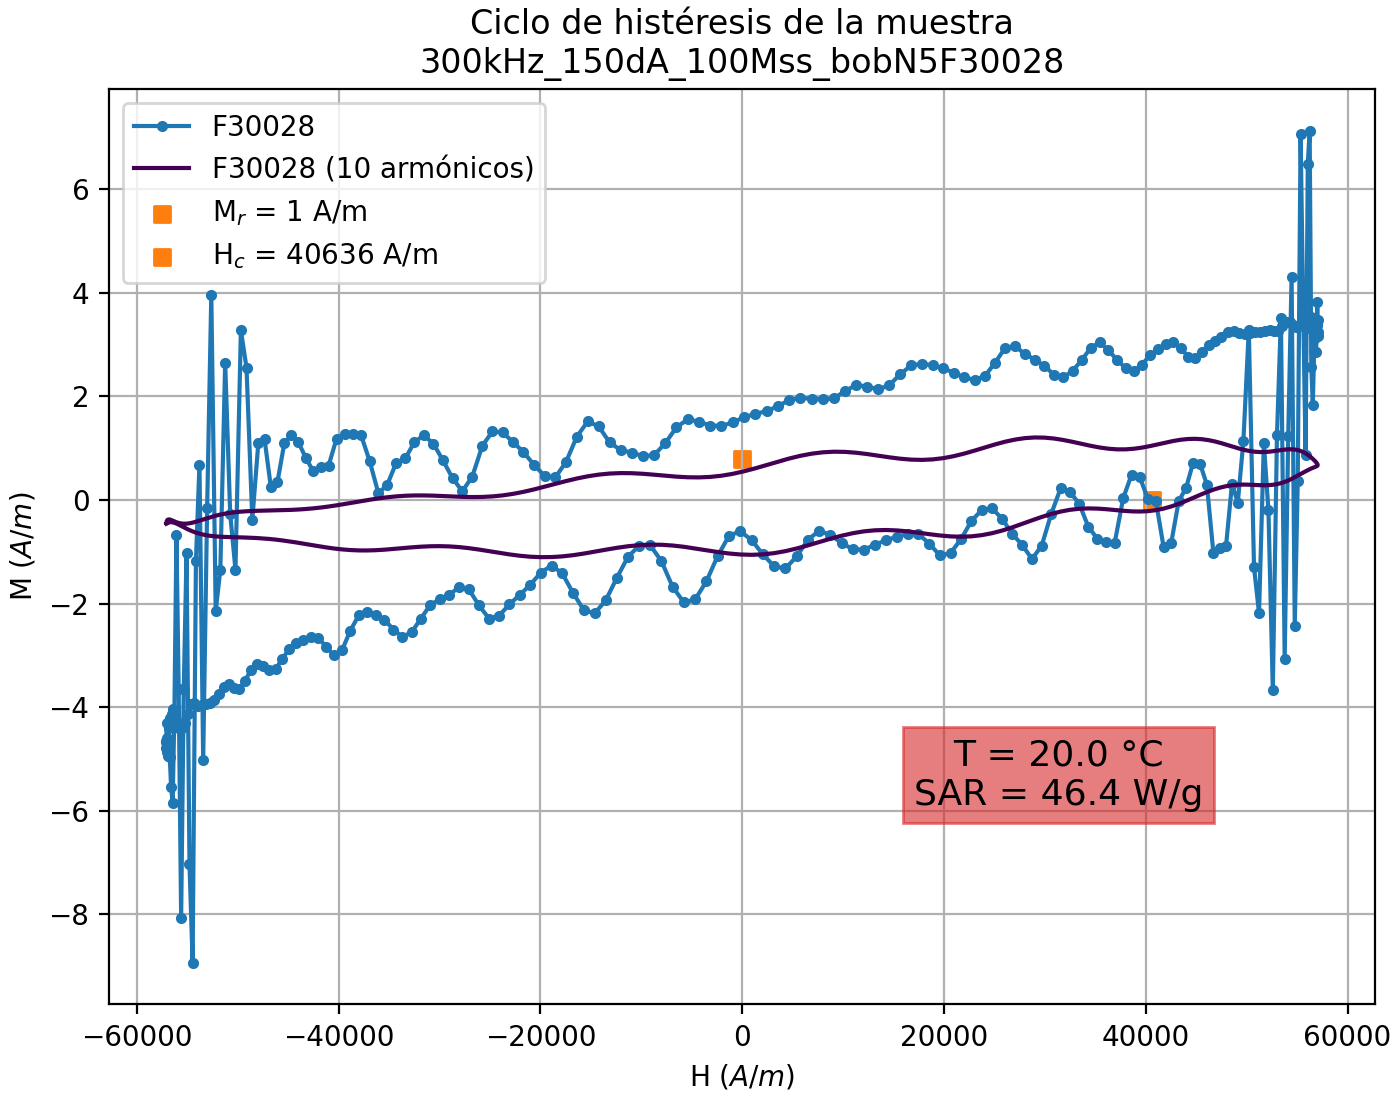 Ciclo de histéresis de la muestra
300kHz_150dA_100Mss_bobN5F30028
F30028
F30028 (10 armónicos)
M_r = 1 A/m
H_c = 40636 A/m
6
4
2
0
−2
−4
−6
−8
M (A/m)
T = 20.0 °C
SAR = 46.4 W/g
−60000 −40000 −20000 0 20000 40000 60000
H (A/m)